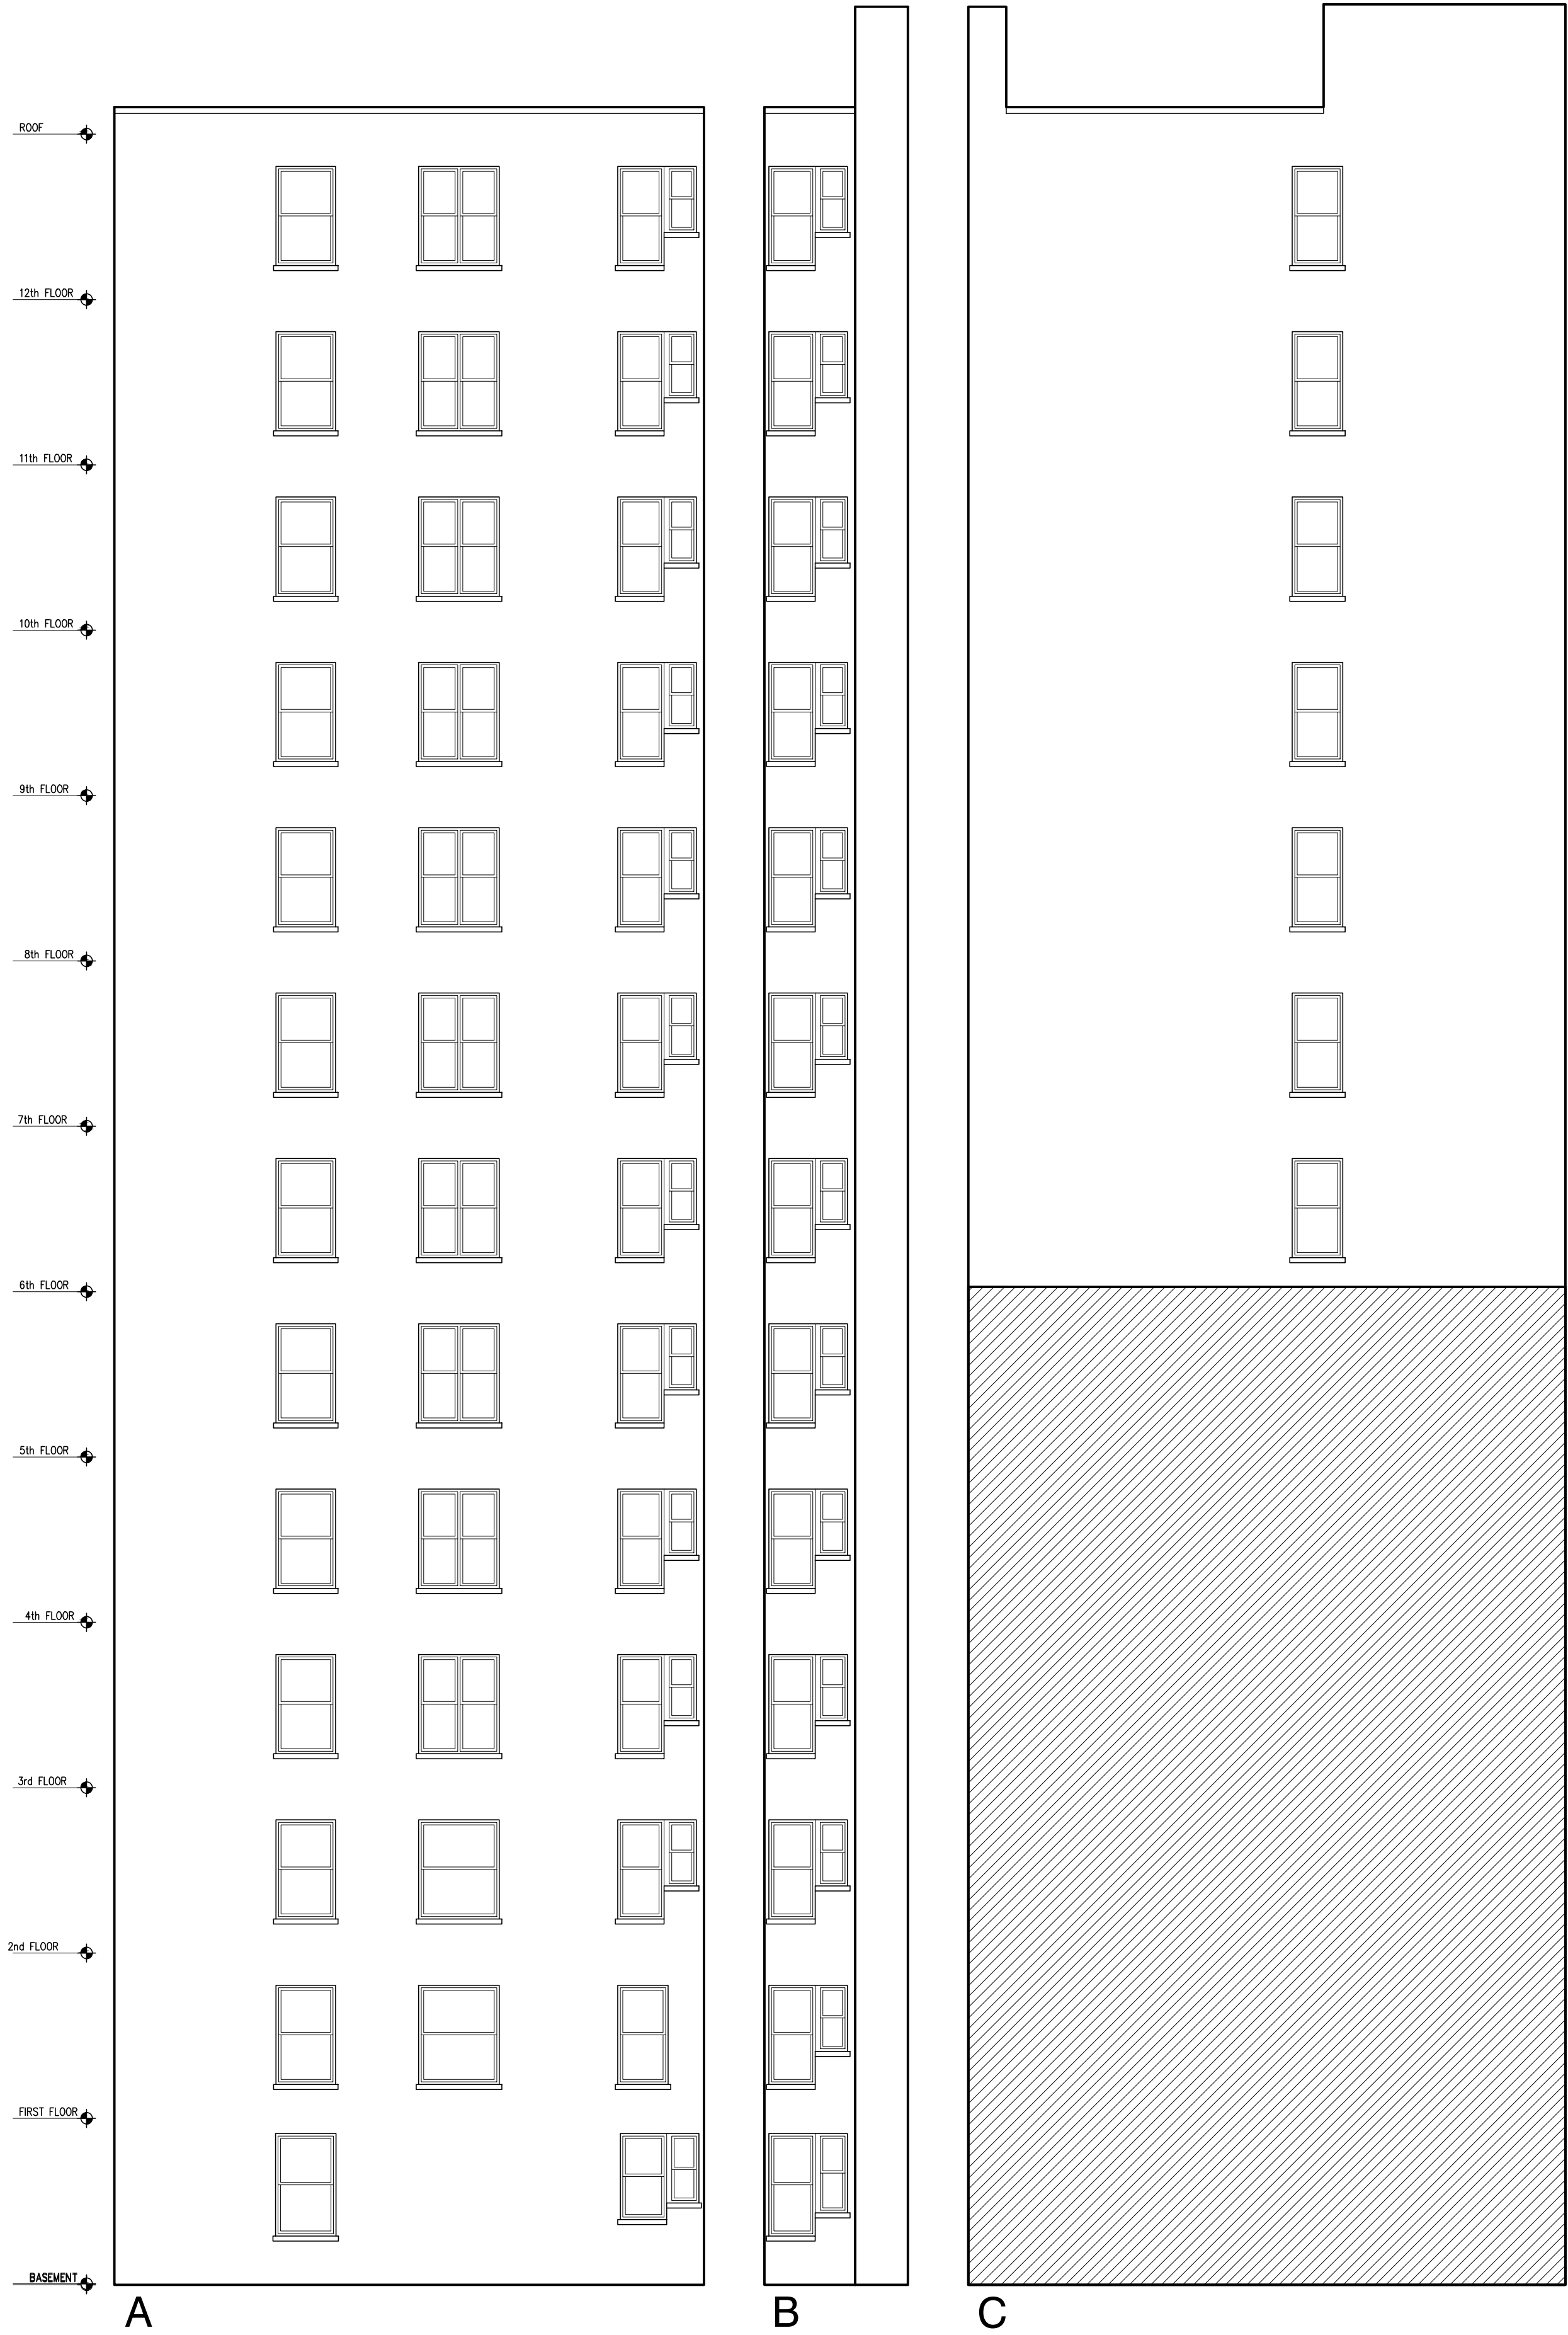 ROOF
12th FLOOR
11th FLOOR
10th FLOOR
9th FLOOR
8th FLOOR
7th FLOOR
6th FLOOR
5th FLOOR
4th FLOOR
3rd FLOOR
2nd FLOOR
FIRST FLOOR
BASEMENT
A B C